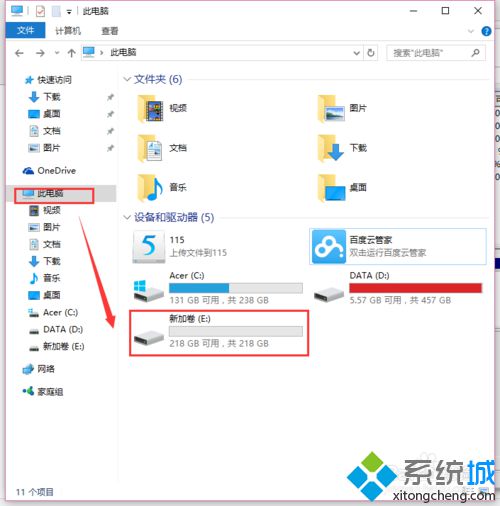 此电脑
文件
计算机
查看
此电脑
搜索"此电脑"
快速访问
下载
桌面
文档
图片
OneDrive
此电脑
视频
图片
文档
下载
音乐
桌面
Acer (C:)
DATA (D:)
新加卷 (E:)
网络
家庭组
文件夹 (6)
视频
图片
文档
下载
音乐
桌面
设备和驱动器 (5)
115
上传文件到115
百度云管家
双击运行百度云管家
Acer (C:)
131 GB 可用，共 238 GB
DATA (D:)
5.57 GB 可用，共 457 GB
新加卷 (E:)
218 GB 可用，共 218 GB
11 个项目
系统城
xitongcheng.com